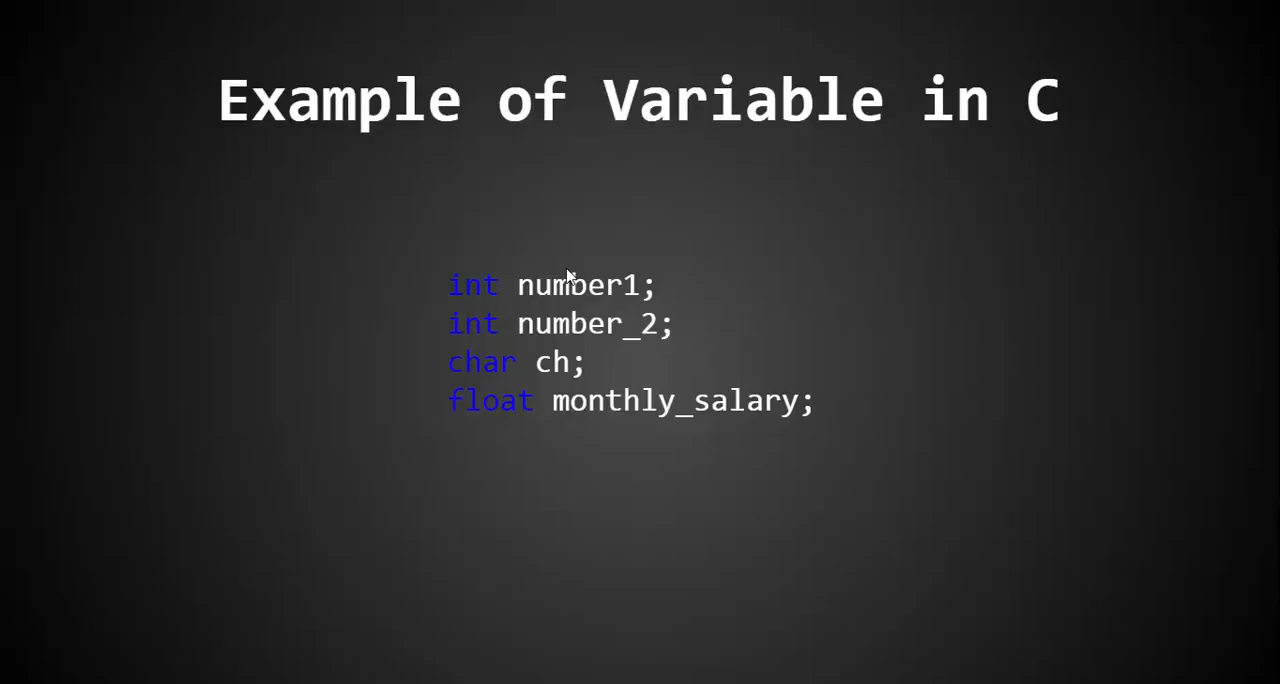 Example of Variable in C
int number1;
int number_2;
char ch;
float monthly_salary;